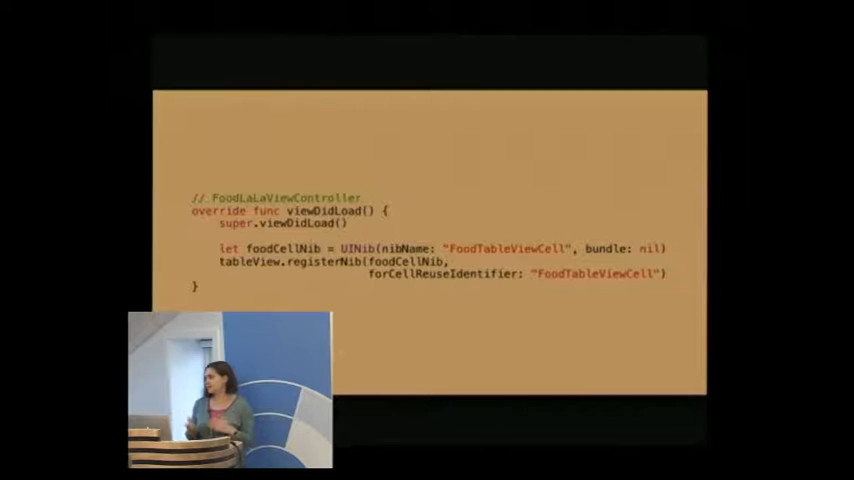 // FoodLaLaViewController
override func viewDidLoad() {
super.viewDidLoad()
let foodCellNib = UINib(nibName: "FoodTableViewCell", bundle: nil)
tableView.registerNib(foodCellNib,
forCellReuseIdentifier: "FoodTableViewCell")
}